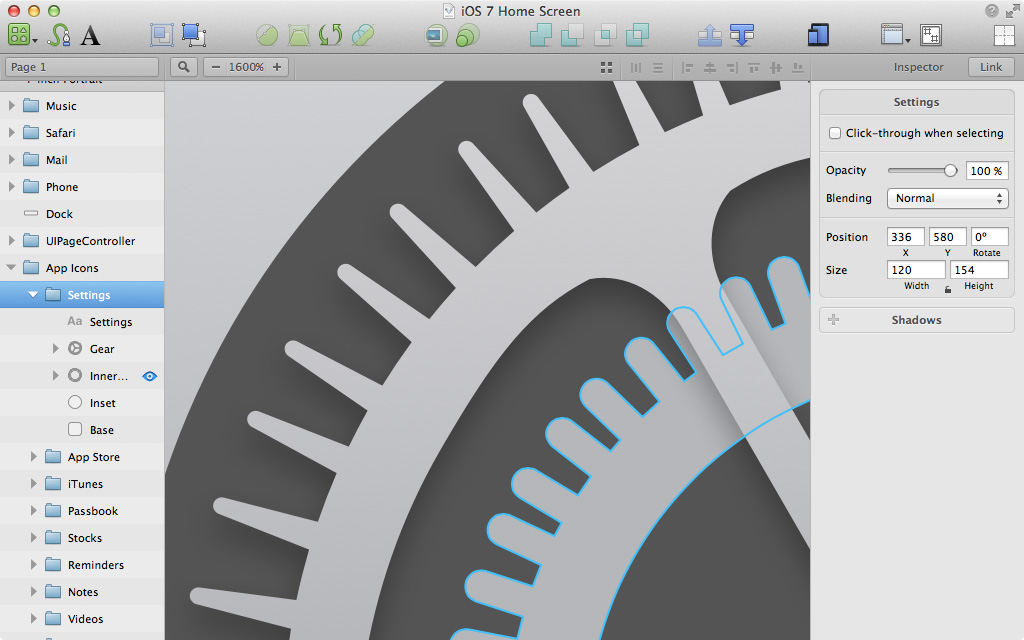 iOS 7 Home Screen
?
A
Page 1
− 1600% +
Inspector
Link
Music
Safari
Mail
Phone
Dock
UIPageController
App Icons
Settings
Aa Settings
Gear
Inner...
Inset
Base
App Store
iTunes
Passbook
Stocks
Reminders
Notes
Videos
Settings
Click-through when selecting
Opacity 100 %
Blending Normal
Position 336 580 0°
X Y Rotate
Size 120 154
Width Height
Shadows